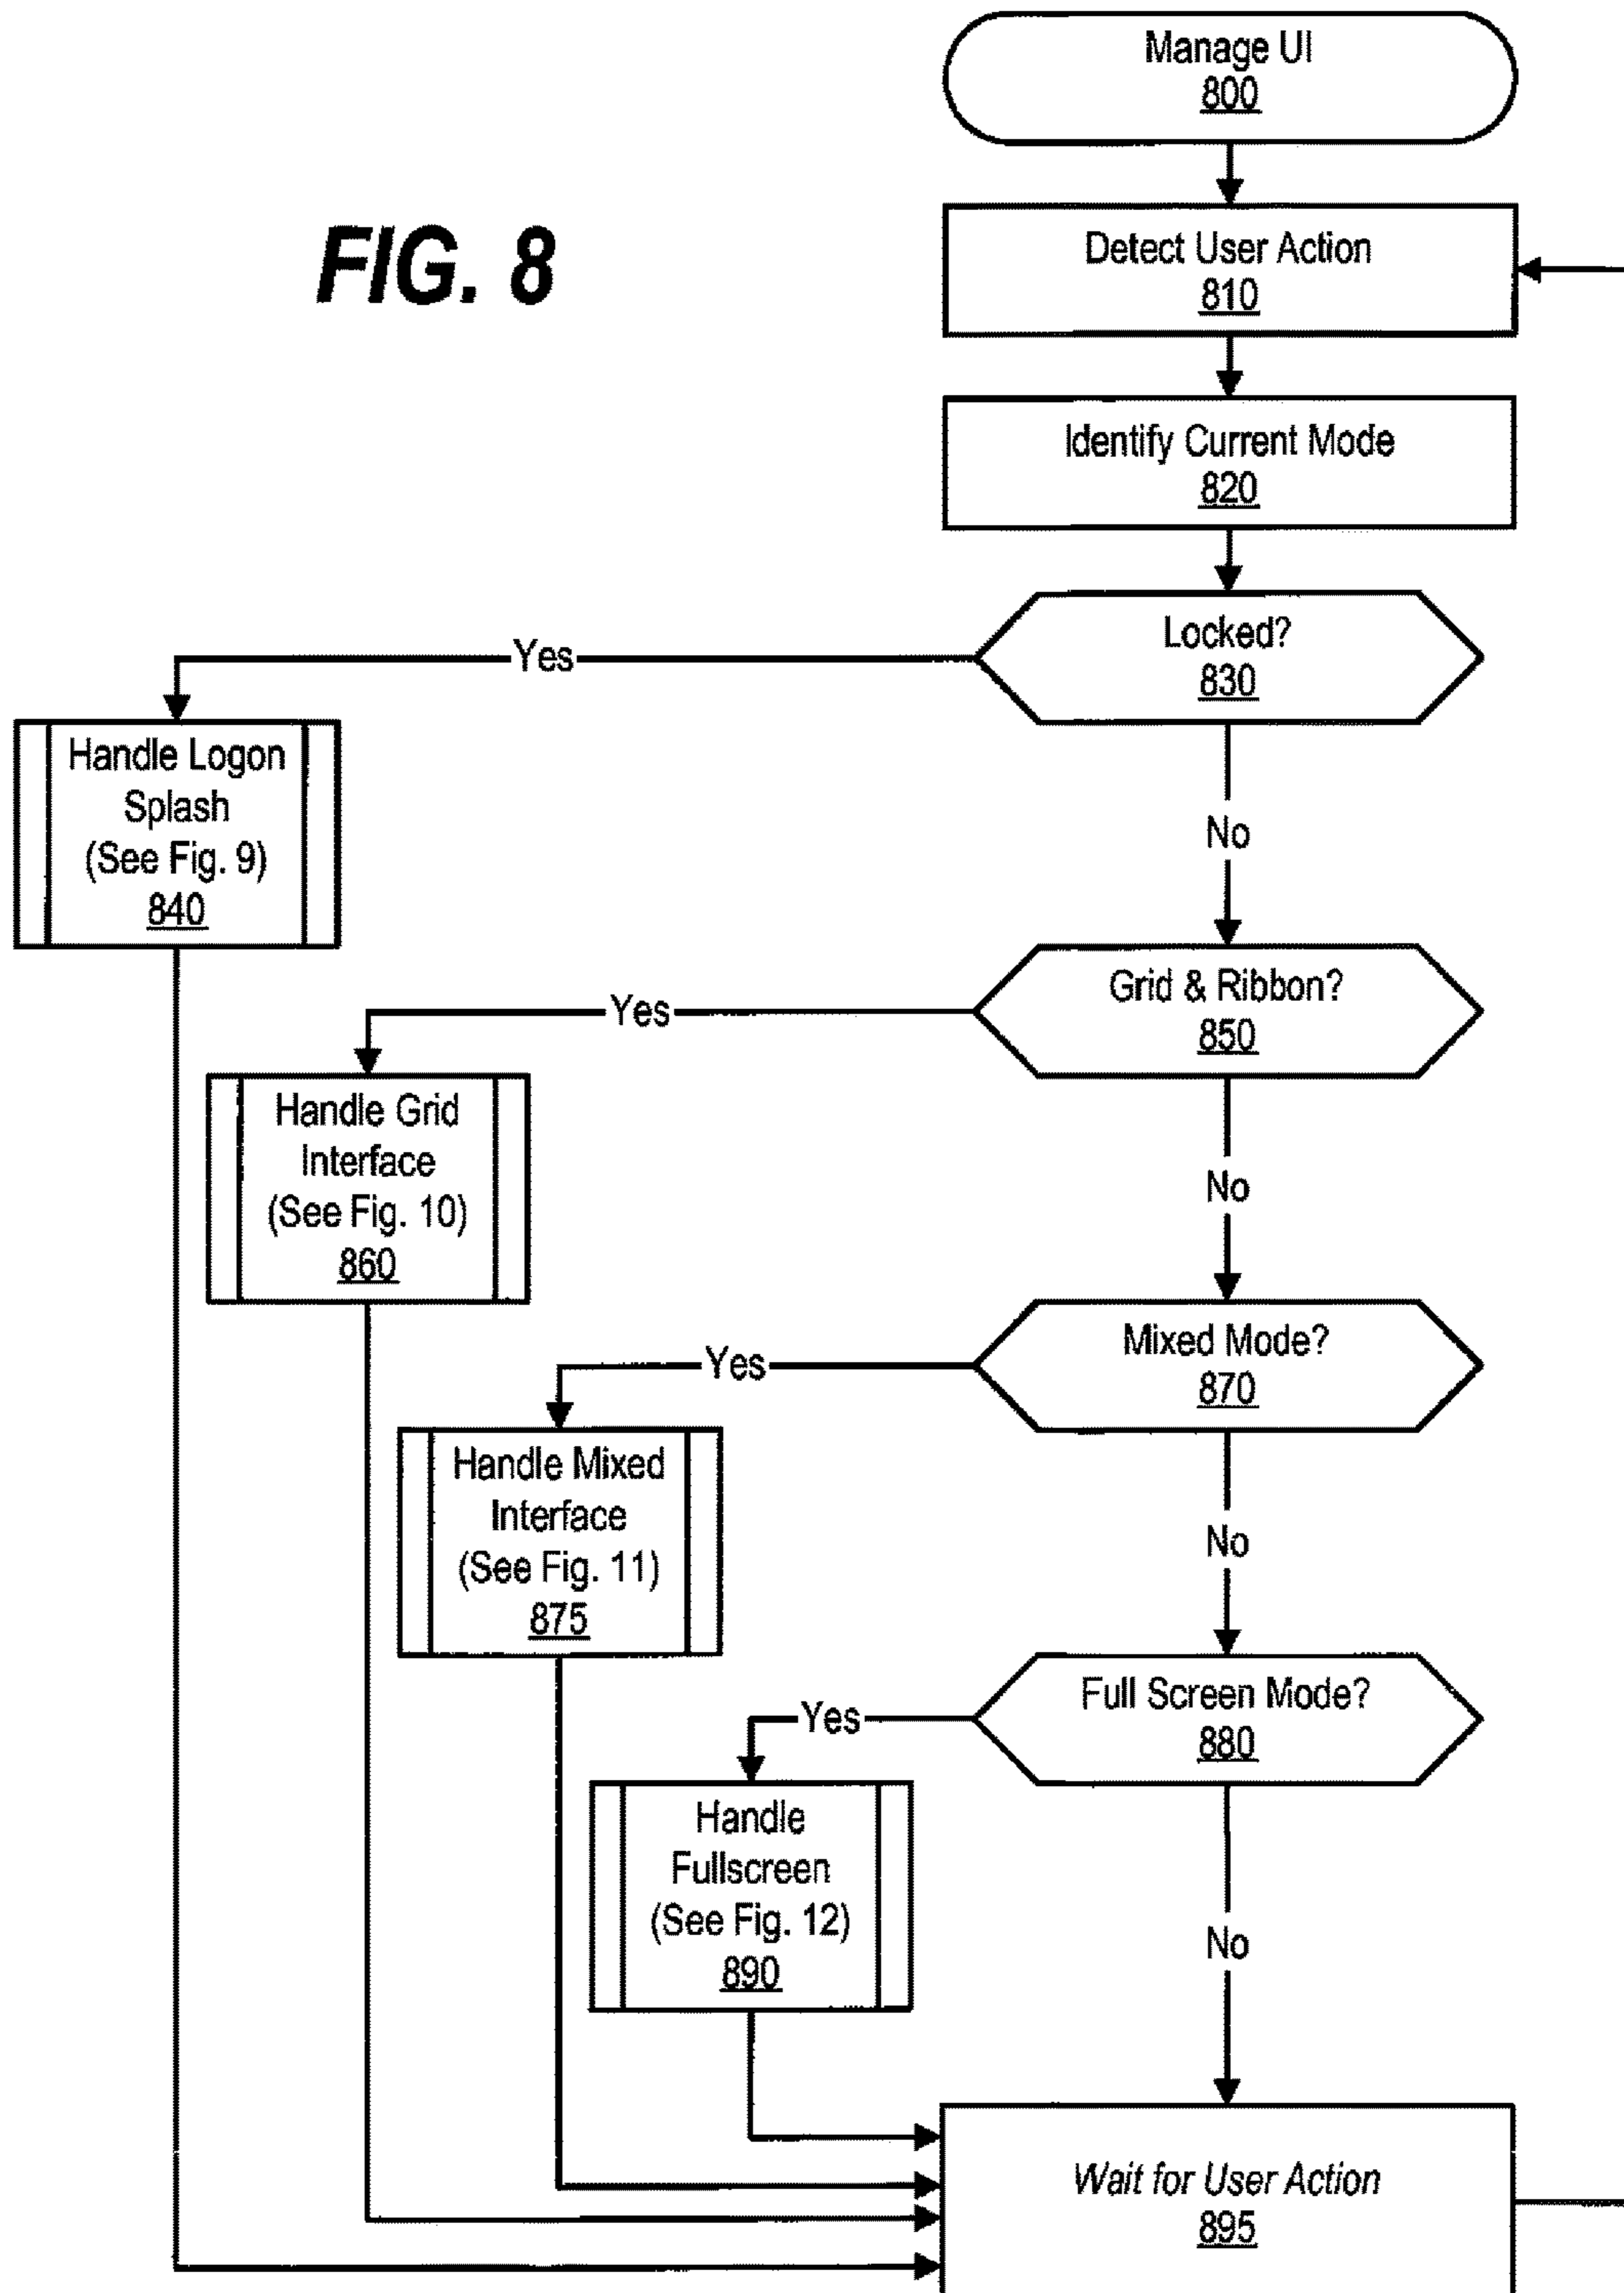 FIG. 8
Manage UI
800
Detect User Action
810
Identify Current Mode
820
Locked?
830
Yes
No
Handle Logon
Splash
(See Fig. 9)
840
Grid & Ribbon?
850
Yes
No
Handle Grid
Interface
(See Fig. 10)
860
Mixed Mode?
870
Yes
No
Handle Mixed
Interface
(See Fig. 11)
875
Full Screen Mode?
880
Yes
No
Handle
Fullscreen
(See Fig. 12)
890
Wait for User Action
895